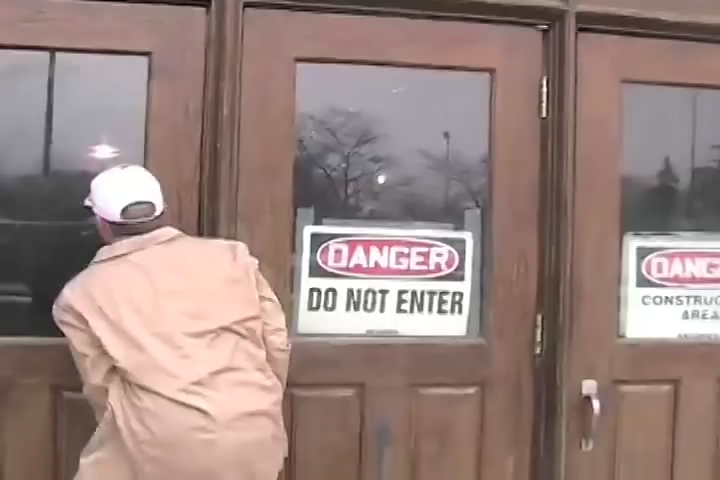 DANGER
DO NOT ENTER
DANG
CONSTRUC
AREA